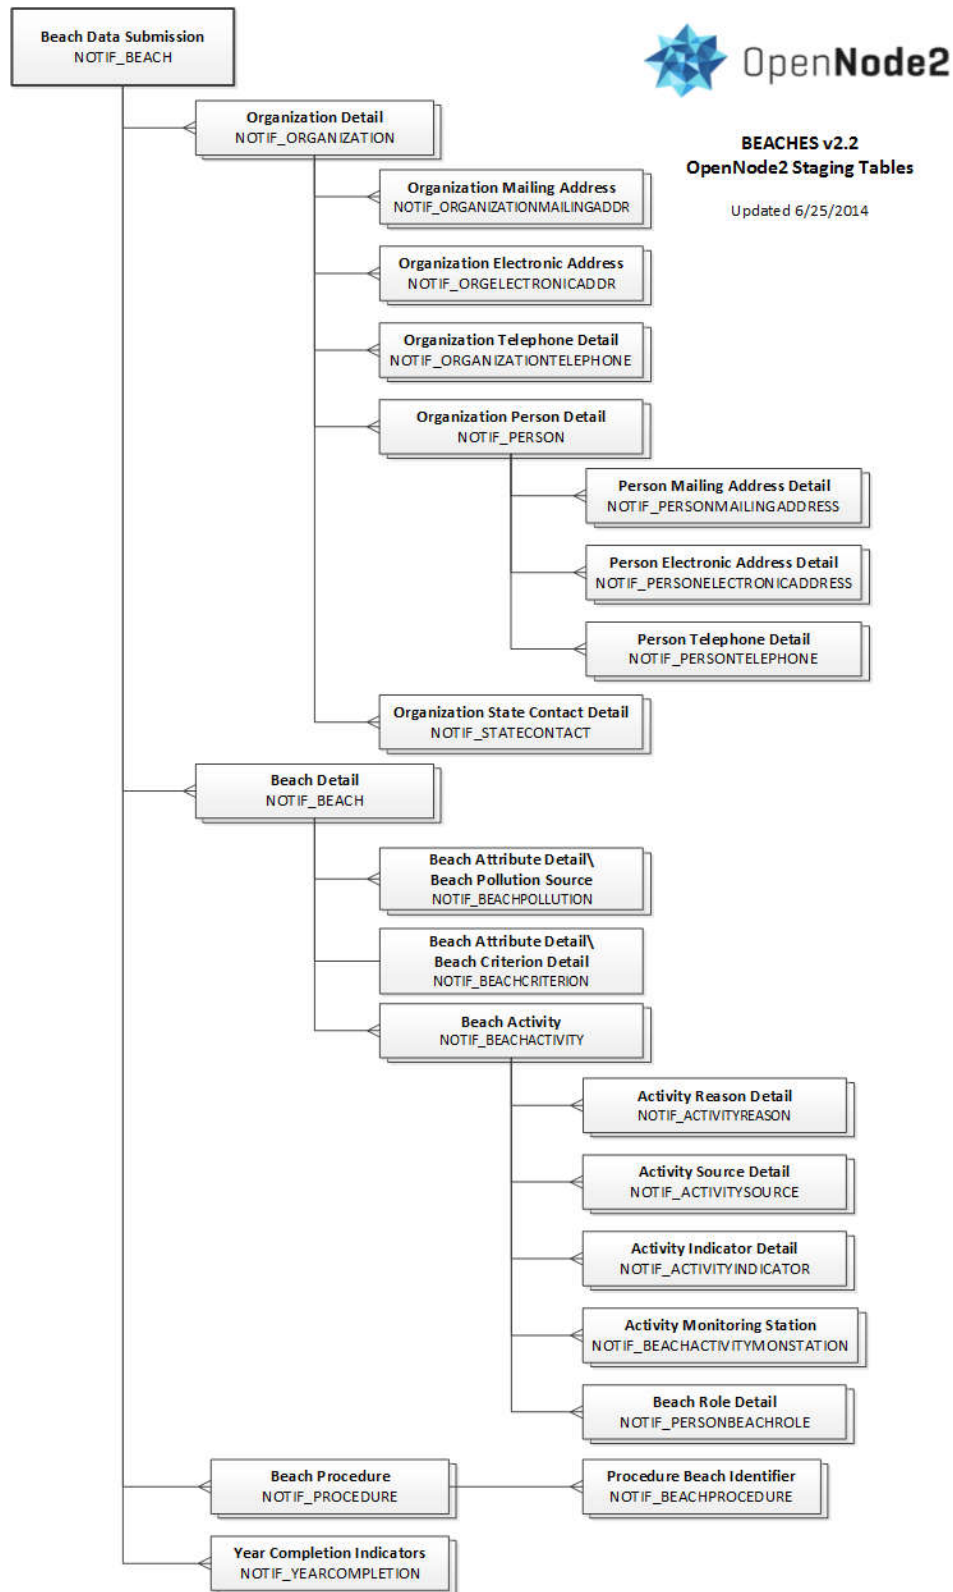 Beach Data Submission
NOTIF_BEACH
OpenNode2
BEACHES v2.2
OpenNode2 Staging Tables
Updated 6/25/2014
Organization Detail
NOTIF_ORGANIZATION
Organization Mailing Address
NOTIF_ORGANIZATIONMAILINGADDR
Organization Electronic Address
NOTIF_ORGELECTRONICADDR
Organization Telephone Detail
NOTIF_ORGANIZATIONTELEPHONE
Organization Person Detail
NOTIF_PERSON
Person Mailing Address Detail
NOTIF_PERSONMAILINGADDRESS
Person Electronic Address Detail
NOTIF_PERSONELECTRONICADDRESS
Person Telephone Detail
NOTIF_PERSONTELEPHONE
Organization State Contact Detail
NOTIF_STATECONTACT
Beach Detail
NOTIF_BEACH
Beach Attribute Detail\
Beach Pollution Source
NOTIF_BEACHPOLLUTION
Beach Attribute Detail\
Beach Criterion Detail
NOTIF_BEACHCRITERION
Beach Activity
NOTIF_BEACHACTIVITY
Activity Reason Detail
NOTIF_ACTIVITYREASON
Activity Source Detail
NOTIF_ACTIVITYSOURCE
Activity Indicator Detail
NOTIF_ACTIVITYINDICATOR
Activity Monitoring Station
NOTIF_BEACHACTIVITYMONSTATION
Beach Role Detail
NOTIF_PERSONBEACHROLE
Beach Procedure
NOTIF_PROCEDURE
Procedure Beach Identifier
NOTIF_BEACHPROCEDURE
Year Completion Indicators
NOTIF_YEARCOMPLETION